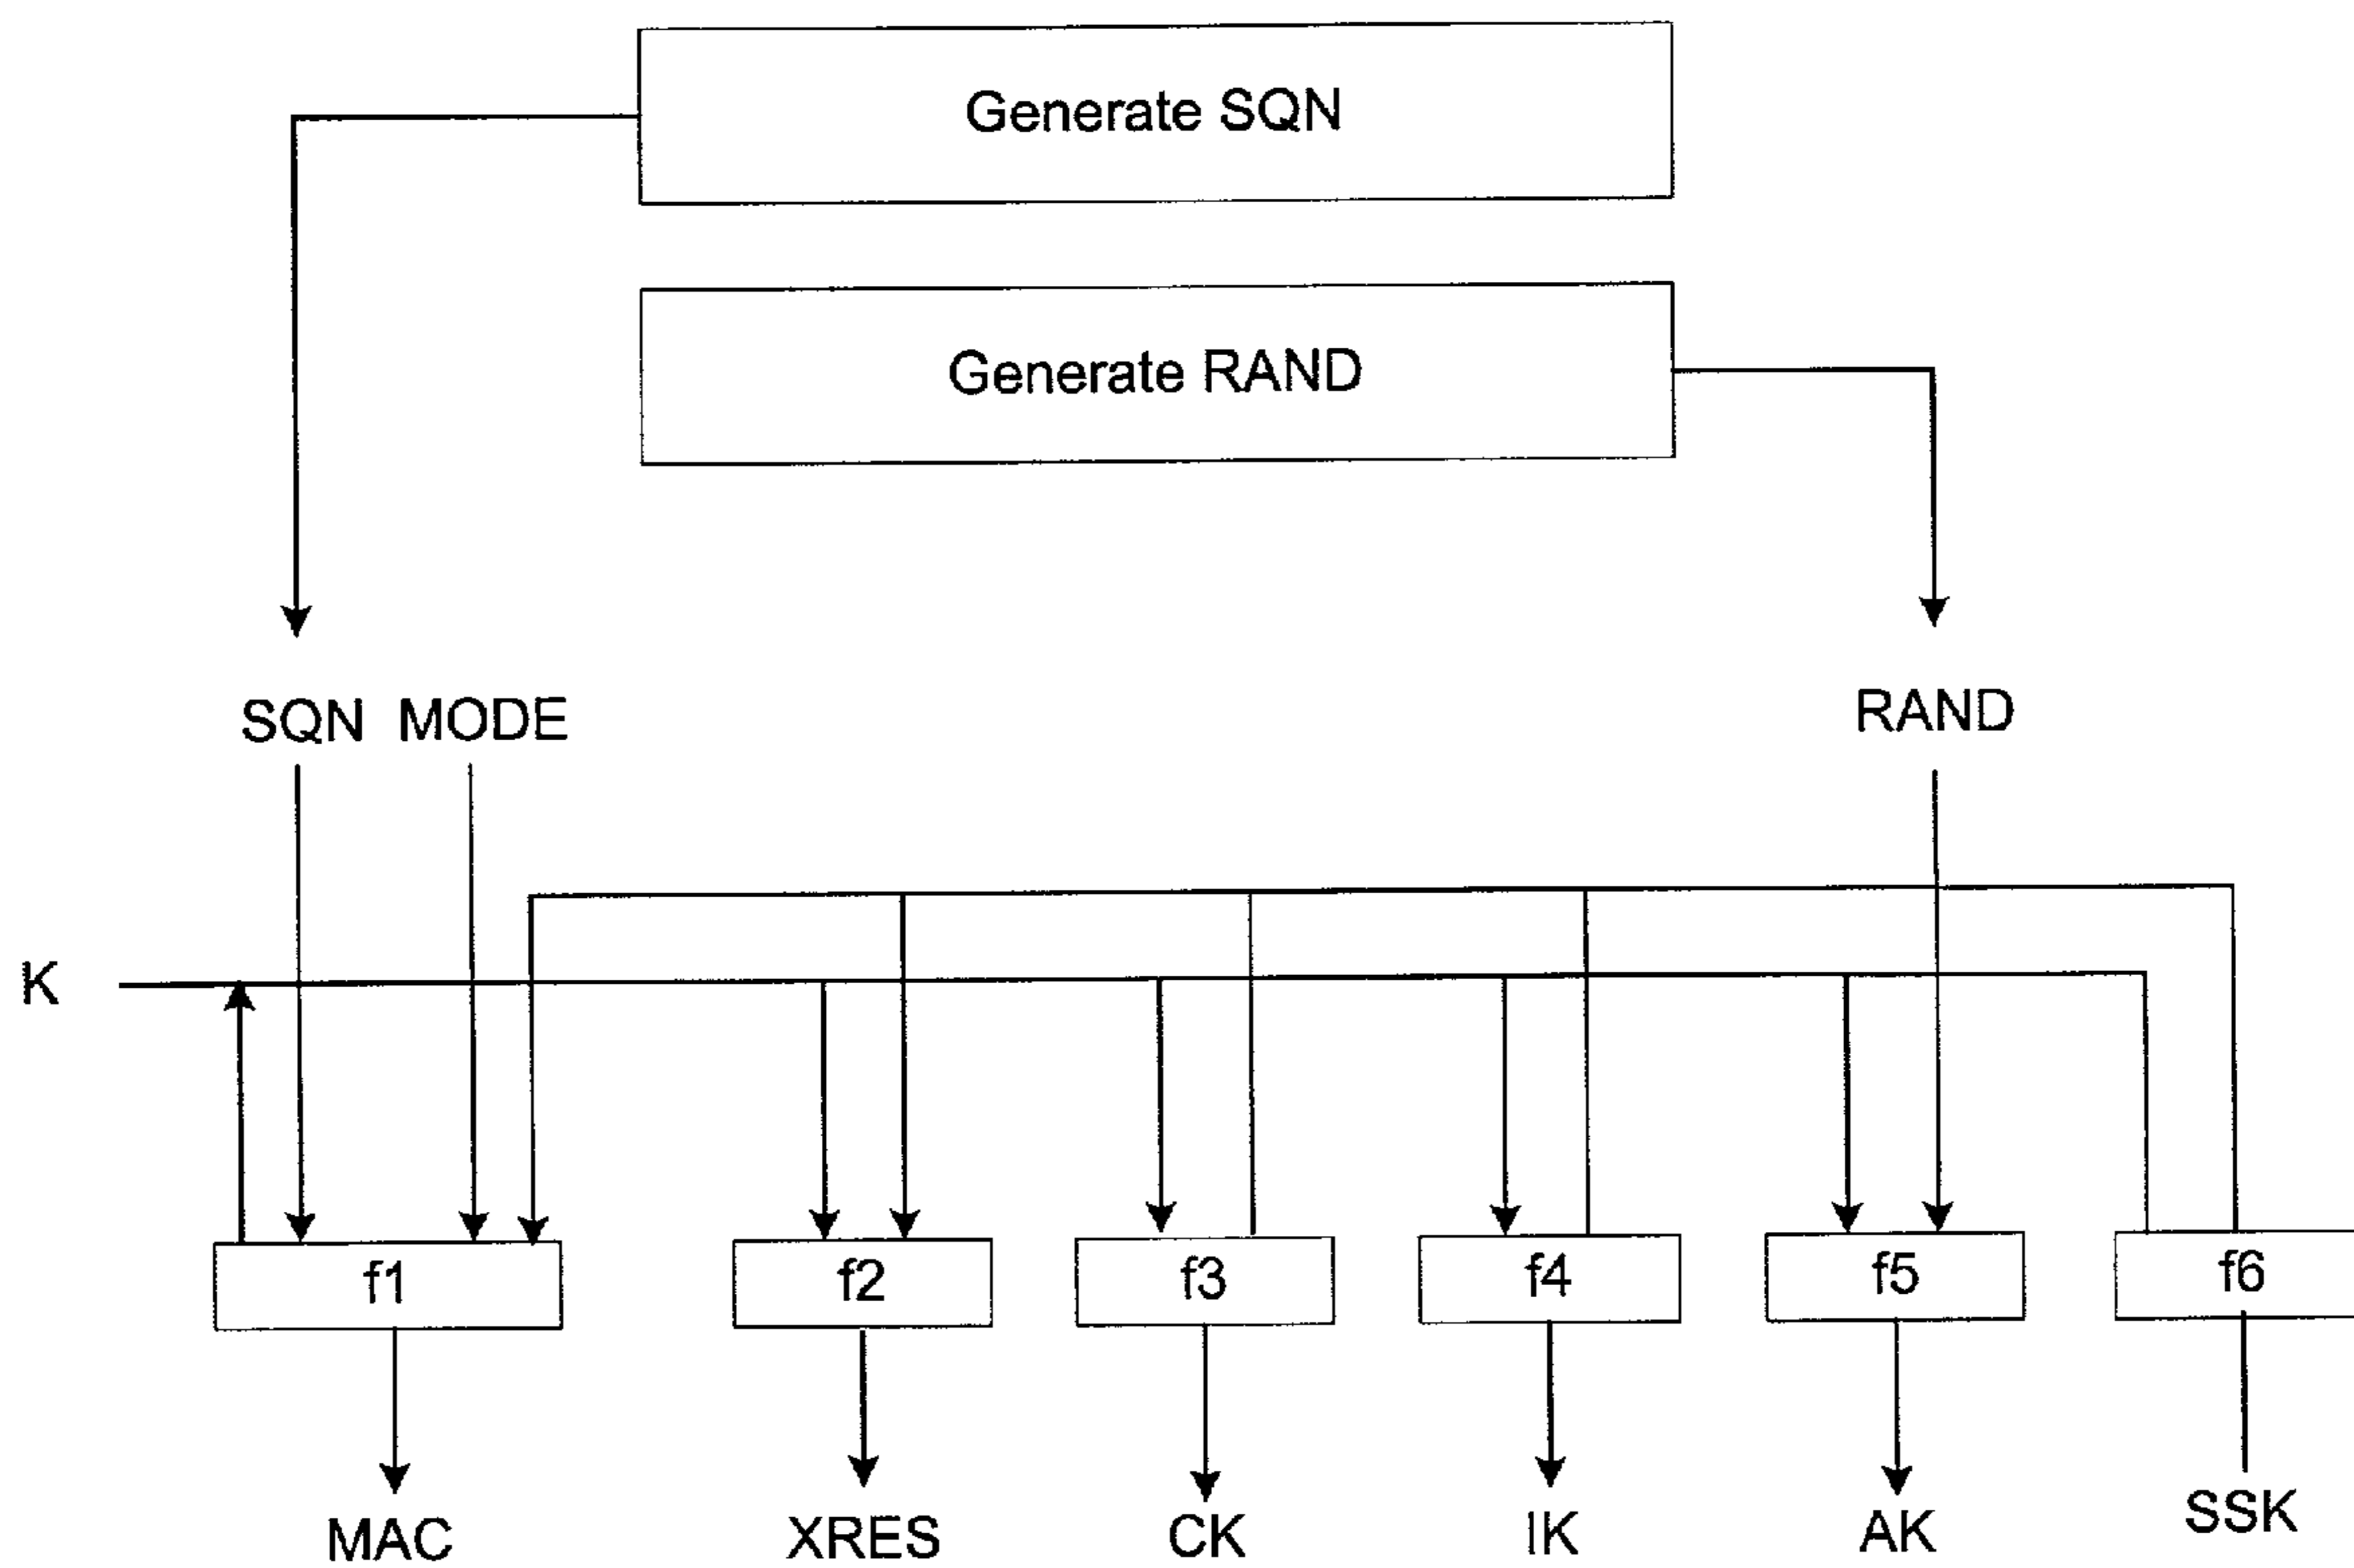 Generate SQN
Generate RAND
SQN MODE
RAND
K
f1
f2
f3
f4
f5
f6
MAC
XRES
CK
IK
AK
SSK